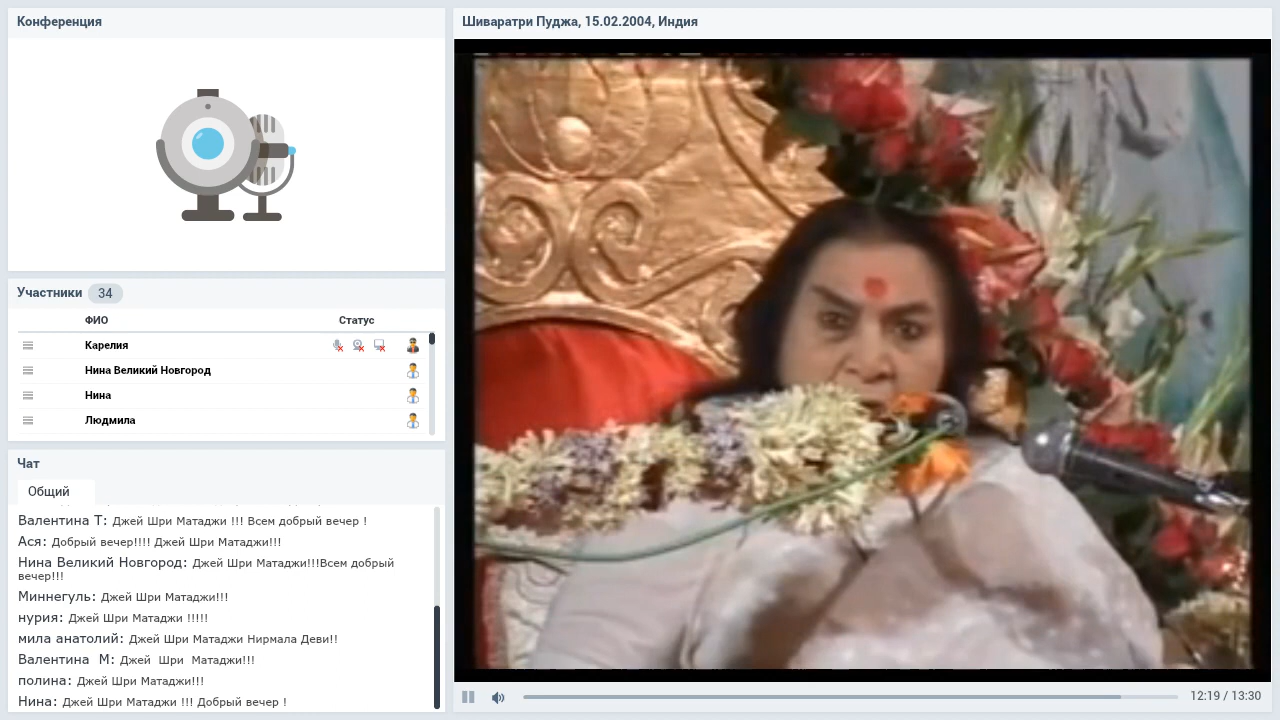 Конференция
Шиваратри Пуджа, 15.02.2004, Индия
Участники 34
ФИО Статус
Карелия
Нина Великий Новгород
Нина
Людмила
Чат
Общий
Валентина Т: Джей Шри Матаджи !!! Всем добрый вечер !
Ася: Добрый вечер!!!! Джей Шри Матаджи!!!
Нина Великий Новгород: Джей Шри Матаджи!!!Всем добрый
вечер!!!
Миннегуль: Джей Шри Матаджи!!!
нурия: Джей Шри Матаджи !!!!!
мила анатолий: Джей Шри Матаджи Нирмала Деви!!
Валентина  М: Джей  Шри  Матаджи!!!
полина: Джей Шри Матаджи!!!
Нина: Джей Шри Матаджи !!! Добрый вечер !
12:19 / 13:30